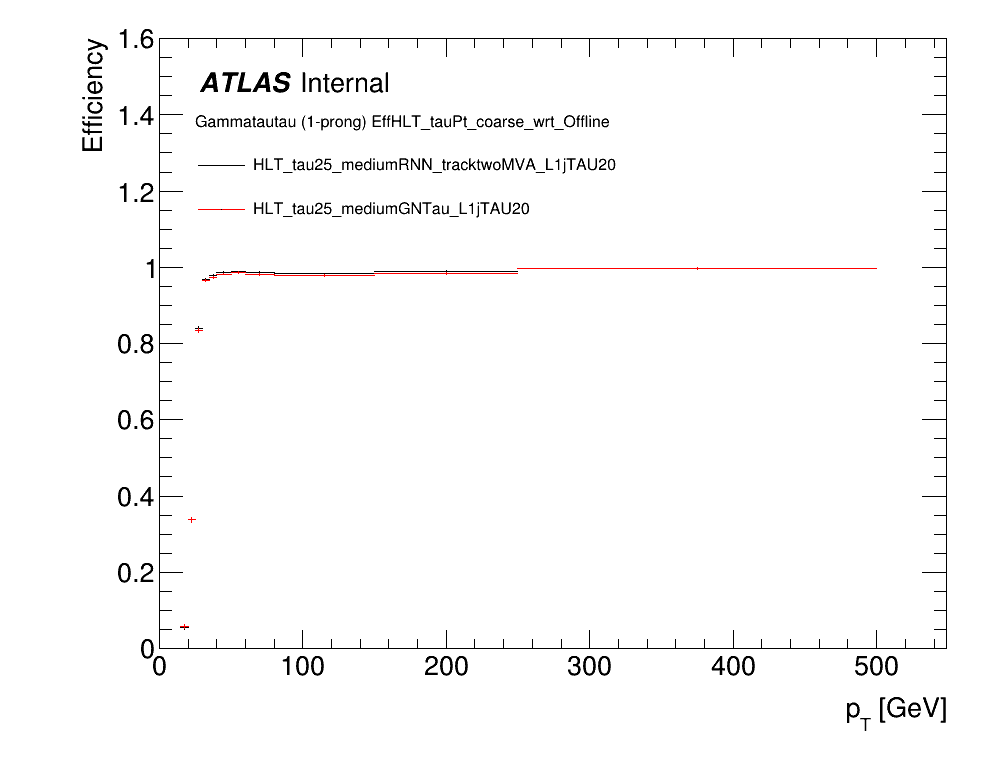 ATLAS Internal
Gammatautau (1-prong) EffHLT_tauPt_coarse_wrt_Offline
HLT_tau25_mediumRNN_tracktwoMVA_L1jTAU20
HLT_tau25_mediumGNTau_L1jTAU20
Efficiency
1.6
1.4
1.2
1
0.8
0.6
0.4
0.2
0
0 100 200 300 400 500
p_T [GeV]